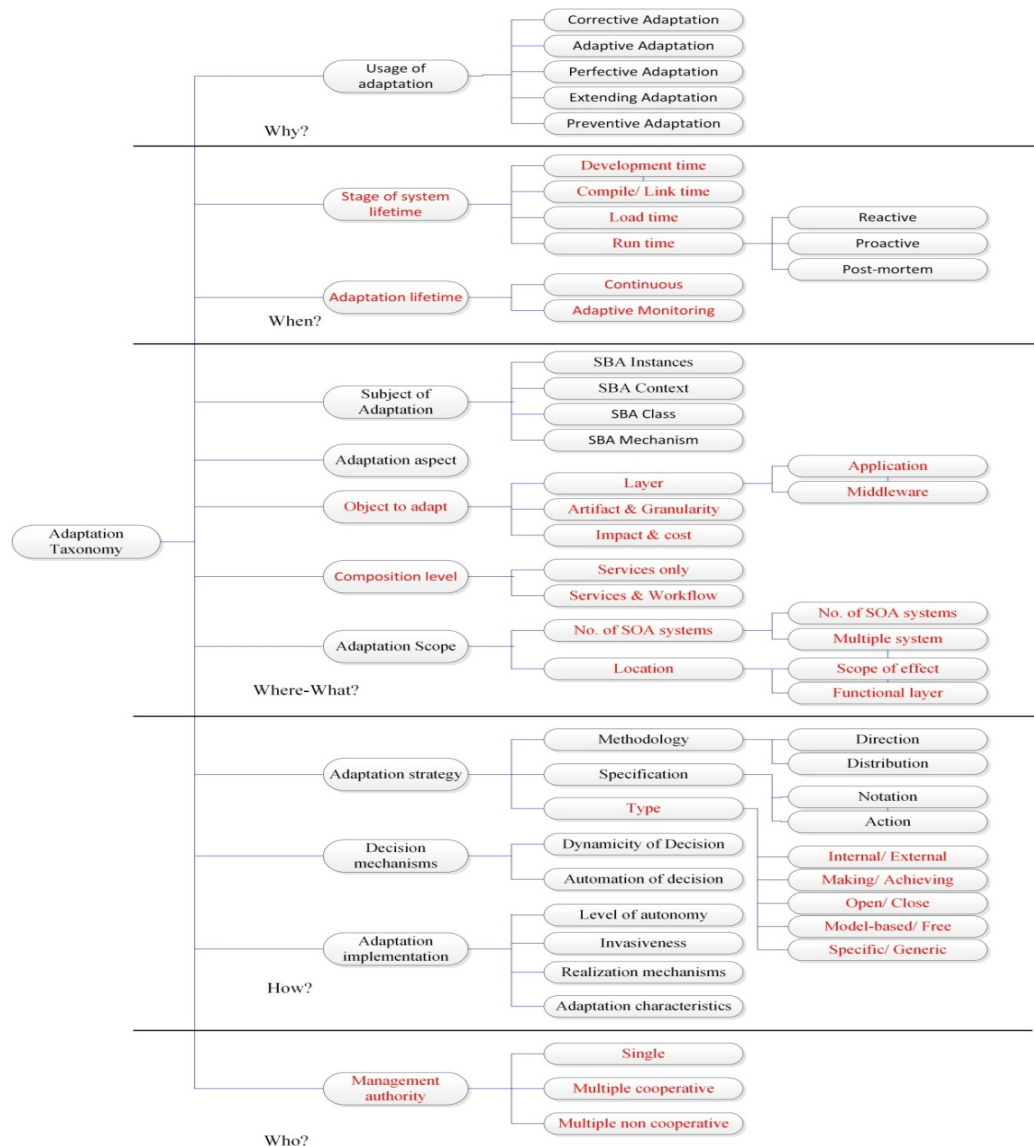 Corrective Adaptation
Adaptive Adaptation
Usage of
adaptation
Perfective Adaptation
Extending Adaptation
Preventive Adaptation
Why?
Development time
Stage of system
lifetime
Compile/ Link time
Load time
Reactive
Run time
Proactive
Post-mortem
Adaptation lifetime
Continuous
Adaptive Monitoring
When?
SBA Instances
Subject of
Adaptation
SBA Context
SBA Class
SBA Mechanism
Adaptation aspect
Application
Object to adapt
Layer
Middleware
Artifact & Granularity
Adaptation
Taxonomy
Impact & cost
Composition level
Services only
Services & Workflow
No. of SOA systems
Adaptation Scope
No. of SOA systems
Multiple system
Location
Scope of effect
Functional layer
Where-What?
Methodology
Direction
Distribution
Adaptation strategy
Specification
Notation
Type
Action
Decision
mechanisms
Dynamicity of Decision
Internal/ External
Automation of decision
Making/ Achieving
Open/ Close
Level of autonomy
Model-based/ Free
Adaptation
implementation
Invasiveness
Specific/ Generic
Realization mechanisms
Adaptation characteristics
How?
Single
Management
authority
Multiple cooperative
Multiple non cooperative
Who?